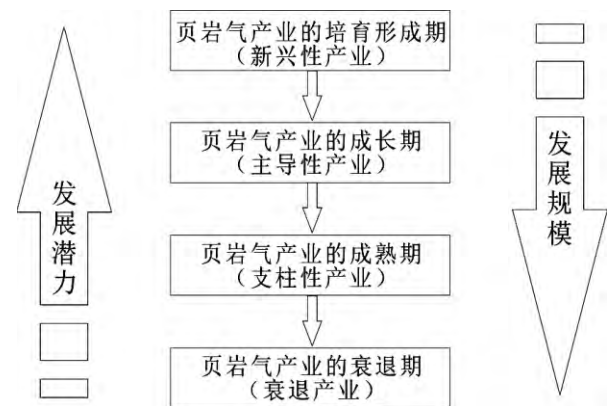 页岩气产业的培育形成期
（新兴性产业）
页岩气产业的成长期
（主导性产业）
页岩气产业的成熟期
（支柱性产业）
页岩气产业的衰退期
（衰退产业）
发展潜力
发展规模